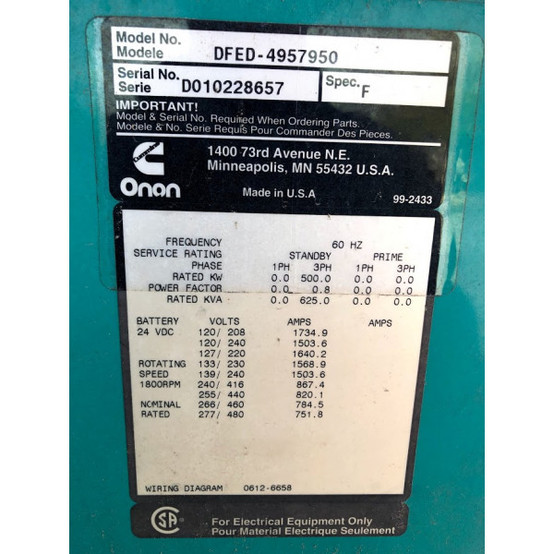 Model No. DFED-4957950
Modele
Serial No. D010228657 Spec. F
Serie
IMPORTANT!
Model & Serial No. Required When Ordering Parts.
Modele & No. Serie Requis Pour Commander Des Pieces.
Cummins
Onan
1400 73rd Avenue N.E.
Minneapolis, MN 55432 U.S.A.
Made in U.S.A
99-2433
FREQUENCY 60 HZ
SERVICE RATING STANDBY PRIME
PHASE 1PH 3PH 1PH 3PH
RATED KW 0.0 500.0 0.0 0.0
POWER FACTOR 0.0 0.8 0.0 0.0
RATED KVA 0.0 625.0 0.0 0.0
BATTERY VOLTS AMPS AMPS
24 VDC 120/ 208 1734.9
120/ 240 1503.6
127/ 220 1640.2
ROTATING 133/ 230 1568.9
SPEED 139/ 240 1503.6
1800RPM 240/ 416 867.4
255/ 440 820.1
NOMINAL 266/ 460 784.5
RATED 277/ 480 751.8
WIRING DIAGRAM 0612-6658
CSA
For Electrical Equipment Only
Pour Material Electrique Seulement